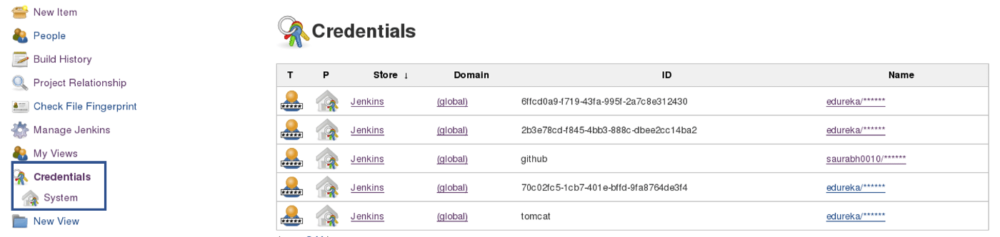 New Item
People
Build History
Project Relationship
Check File Fingerprint
Manage Jenkins
My Views
Credentials
System
New View
Credentials
T P Store ↓ Domain ID Name
Jenkins (global) 6ffcd0a9-f719-43fa-995f-2a7c8e312430 edureka/******
Jenkins (global) 2b3e78cd-f845-4bb3-888c-dbee2cc14ba2 edureka/******
Jenkins (global) github saurabh0010/******
Jenkins (global) 70c02fc5-1cb7-401e-bffd-9fa8764de3f4 edureka/******
Jenkins (global) tomcat edureka/******